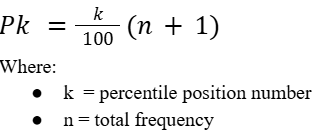 Pk = k/100 (n + 1)
Where:
● k = percentile position number
● n = total frequency